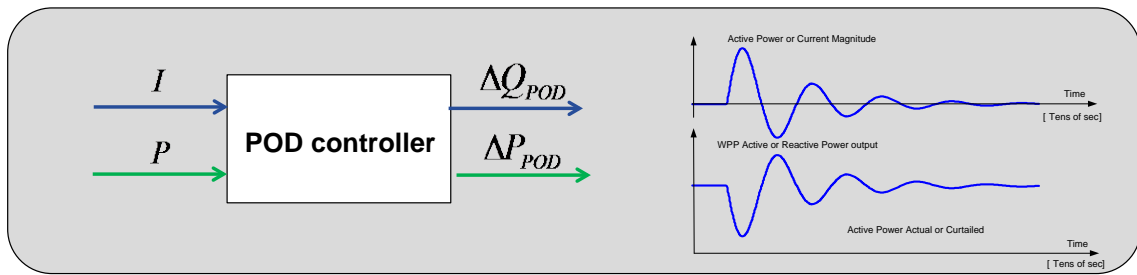 I
P
POD controller
ΔQ_POD
ΔP_POD
Active Power or Current Magnitude
Time
[ Tens of sec]
WPP Active or Reactive Power output
Active Power Actual or Curtailed
Time
[ Tens of sec]